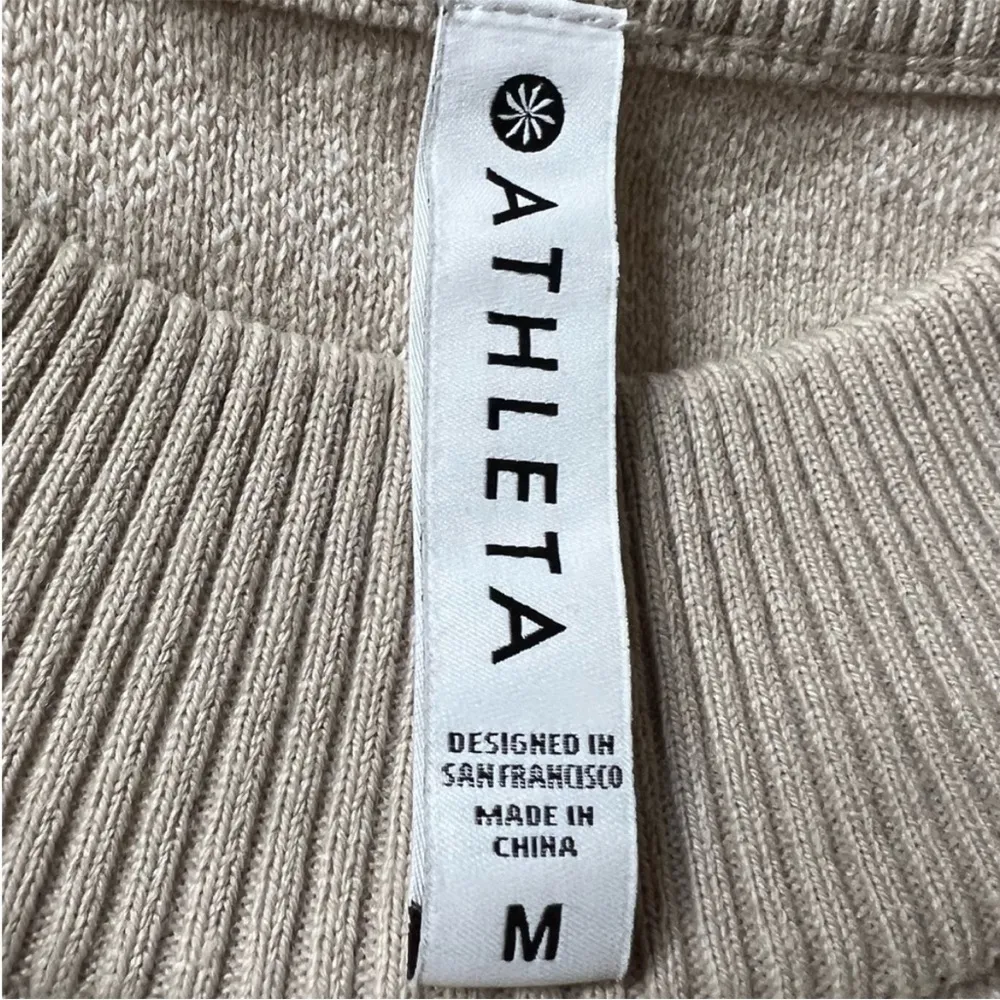 ATHLETA
DESIGNED IN
SAN FRANCISCO
MADE IN
CHINA
M